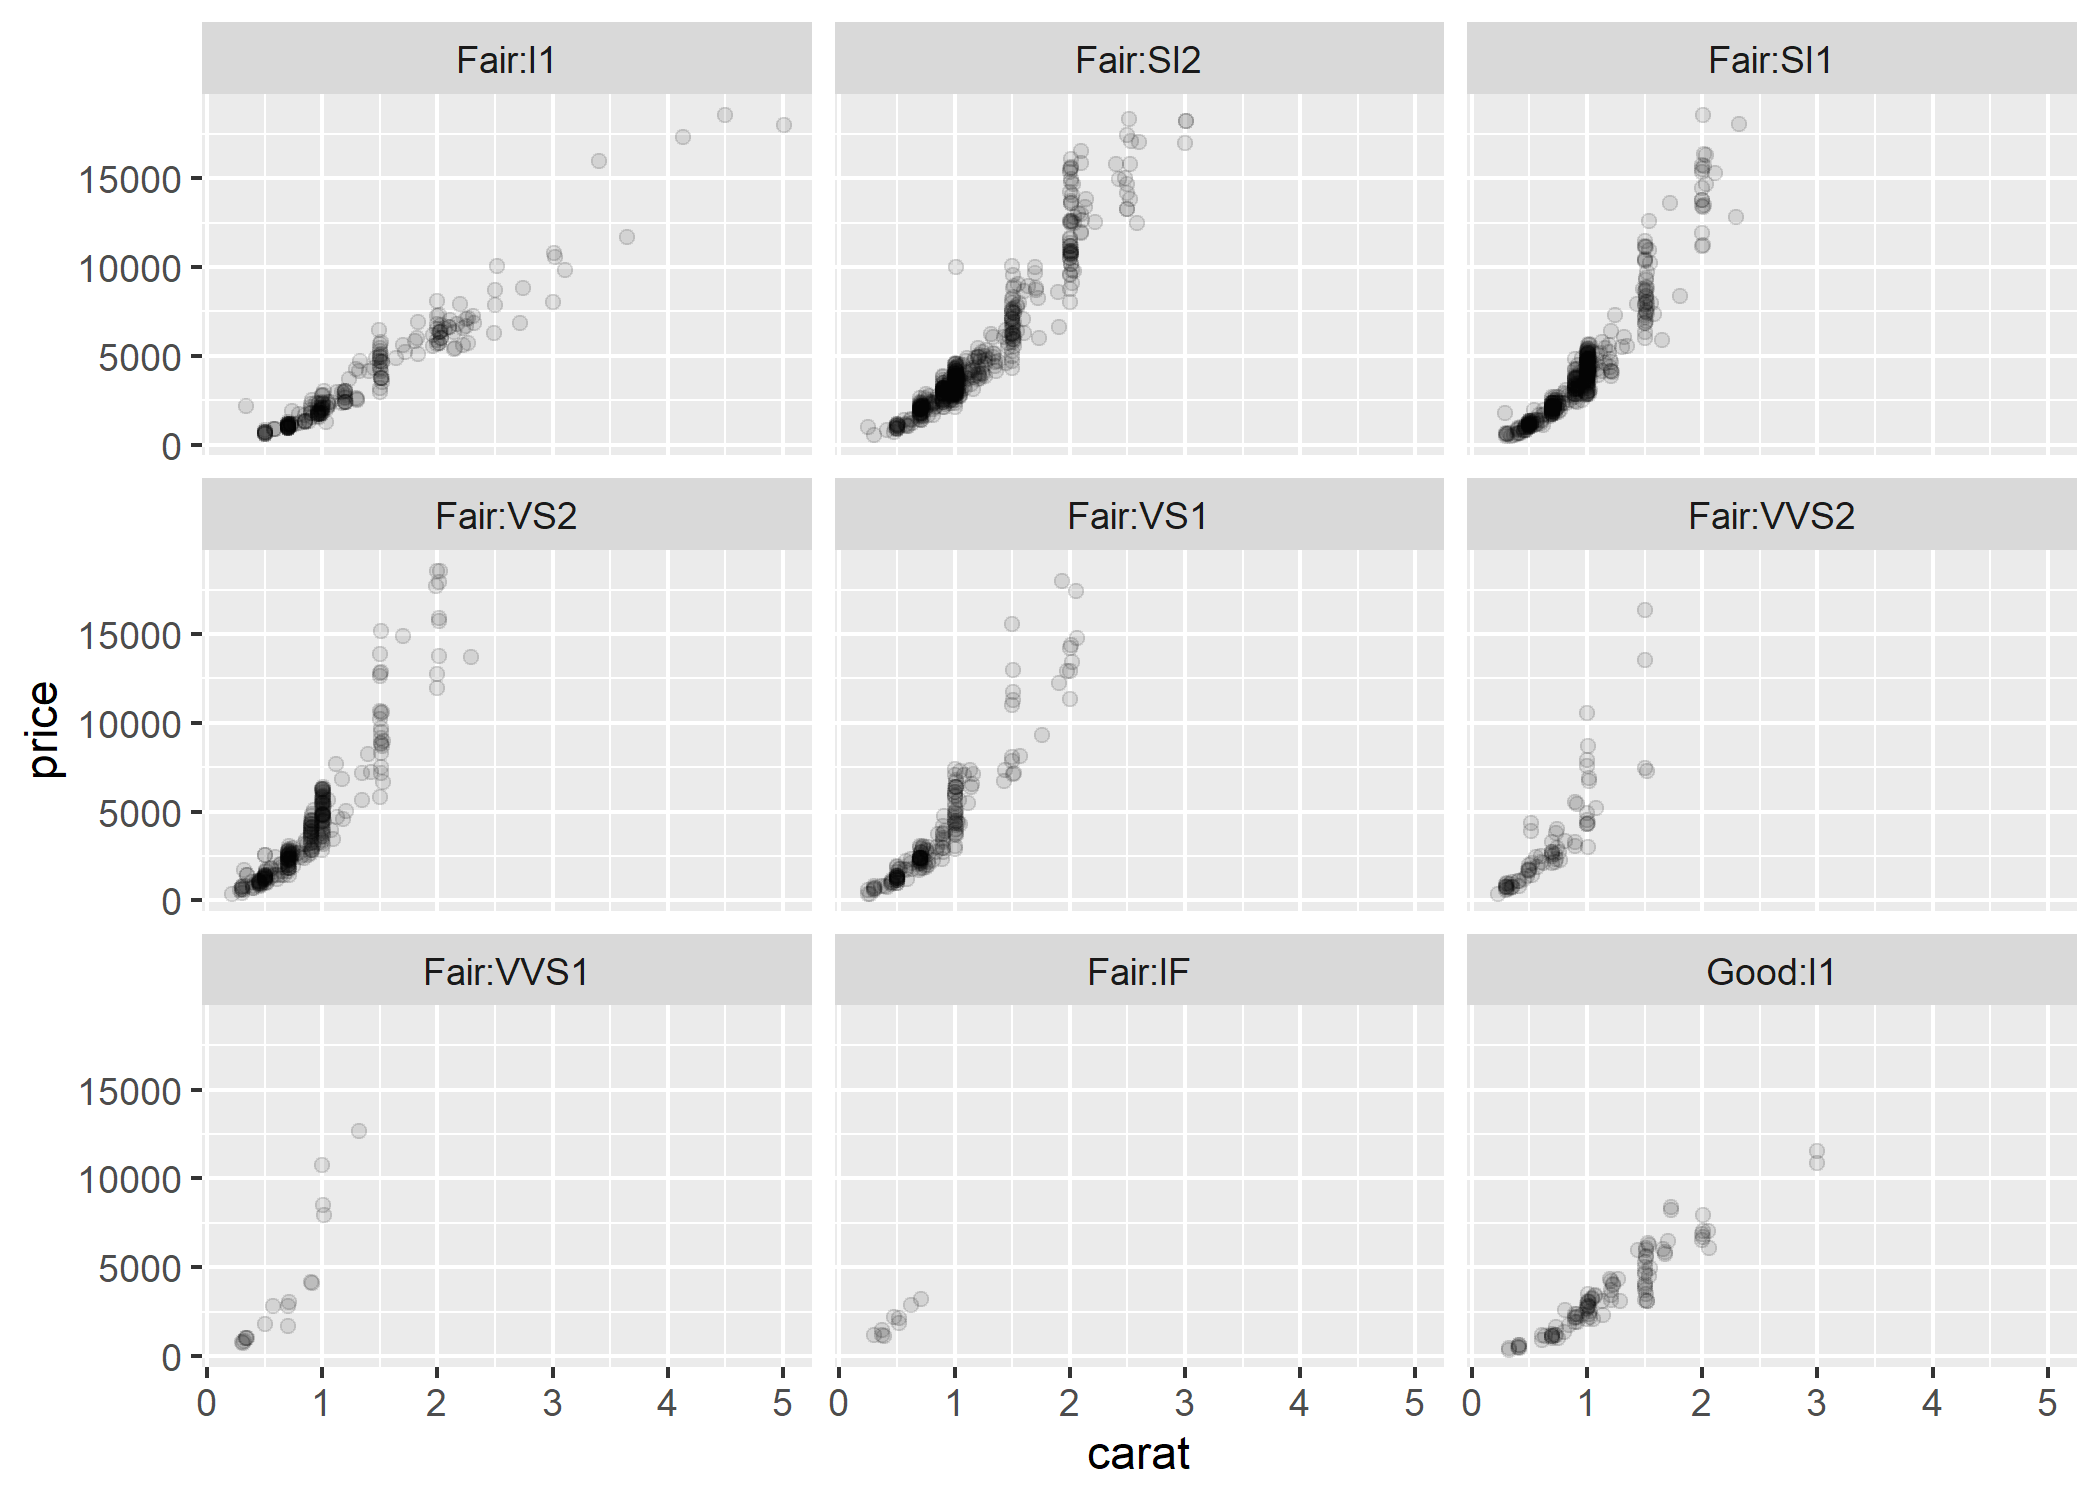 Fair:I1 Fair:SI2 Fair:SI1
15000
10000
5000
0
Fair:VS2 Fair:VS1 Fair:VVS2
price
15000
10000
5000
0
Fair:VVS1 Fair:IF Good:I1
15000
10000
5000
0
0 1 2 3 4 5 0 1 2 3 4 5 0 1 2 3 4 5
carat